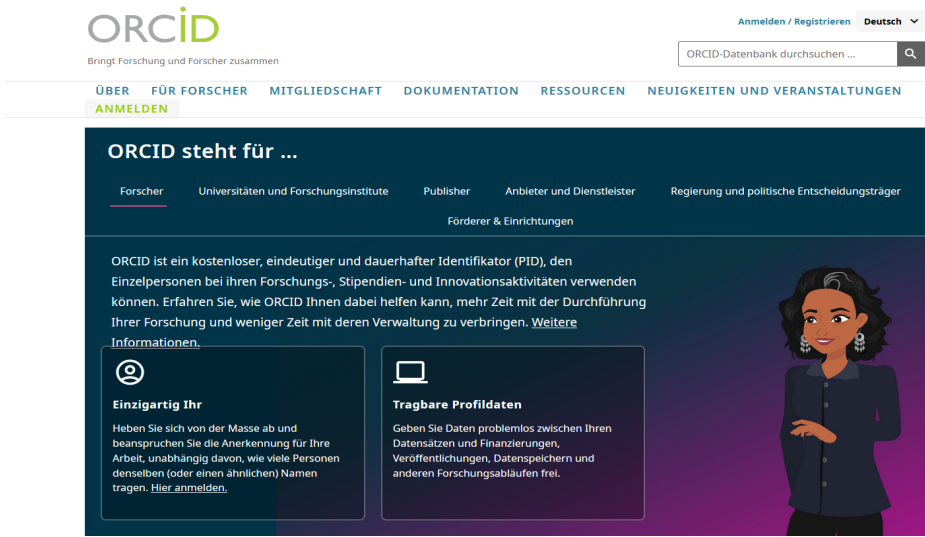 ORCiD
Bringt Forschung und Forscher zusammen
Anmelden / Registrieren Deutsch
ORCID-Datenbank durchsuchen ...
ÜBER FÜR FORSCHER MITGLIEDSCHAFT DOKUMENTATION RESSOURCEN NEUIGKEITEN UND VERANSTALTUNGEN
ANMELDEN
ORCID steht für ...
Forscher Universitäten und Forschungsinstitute Publisher Anbieter und Dienstleister Regierung und politische Entscheidungsträger
Förderer & Einrichtungen
ORCID ist ein kostenloser, eindeutiger und dauerhafter Identifikator (PID), den
Einzelpersonen bei ihren Forschungs-, Stipendien- und Innovationsaktivitäten verwenden
können. Erfahren Sie, wie ORCID Ihnen dabei helfen kann, mehr Zeit mit der Durchführung
Ihrer Forschung und weniger Zeit mit deren Verwaltung zu verbringen. Weitere
Informationen.
Einzigartig Ihr
Heben Sie sich von der Masse ab und
beanspruchen Sie die Anerkennung für Ihre
Arbeit, unabhängig davon, wie viele Personen
denselben (oder einen ähnlichen) Namen
tragen. Hier anmelden.
Tragbare Profildaten
Geben Sie Daten problemlos zwischen Ihren
Datensätzen und Finanzierungen,
Veröffentlichungen, Datenspeichern und
anderen Forschungsabläufen frei.